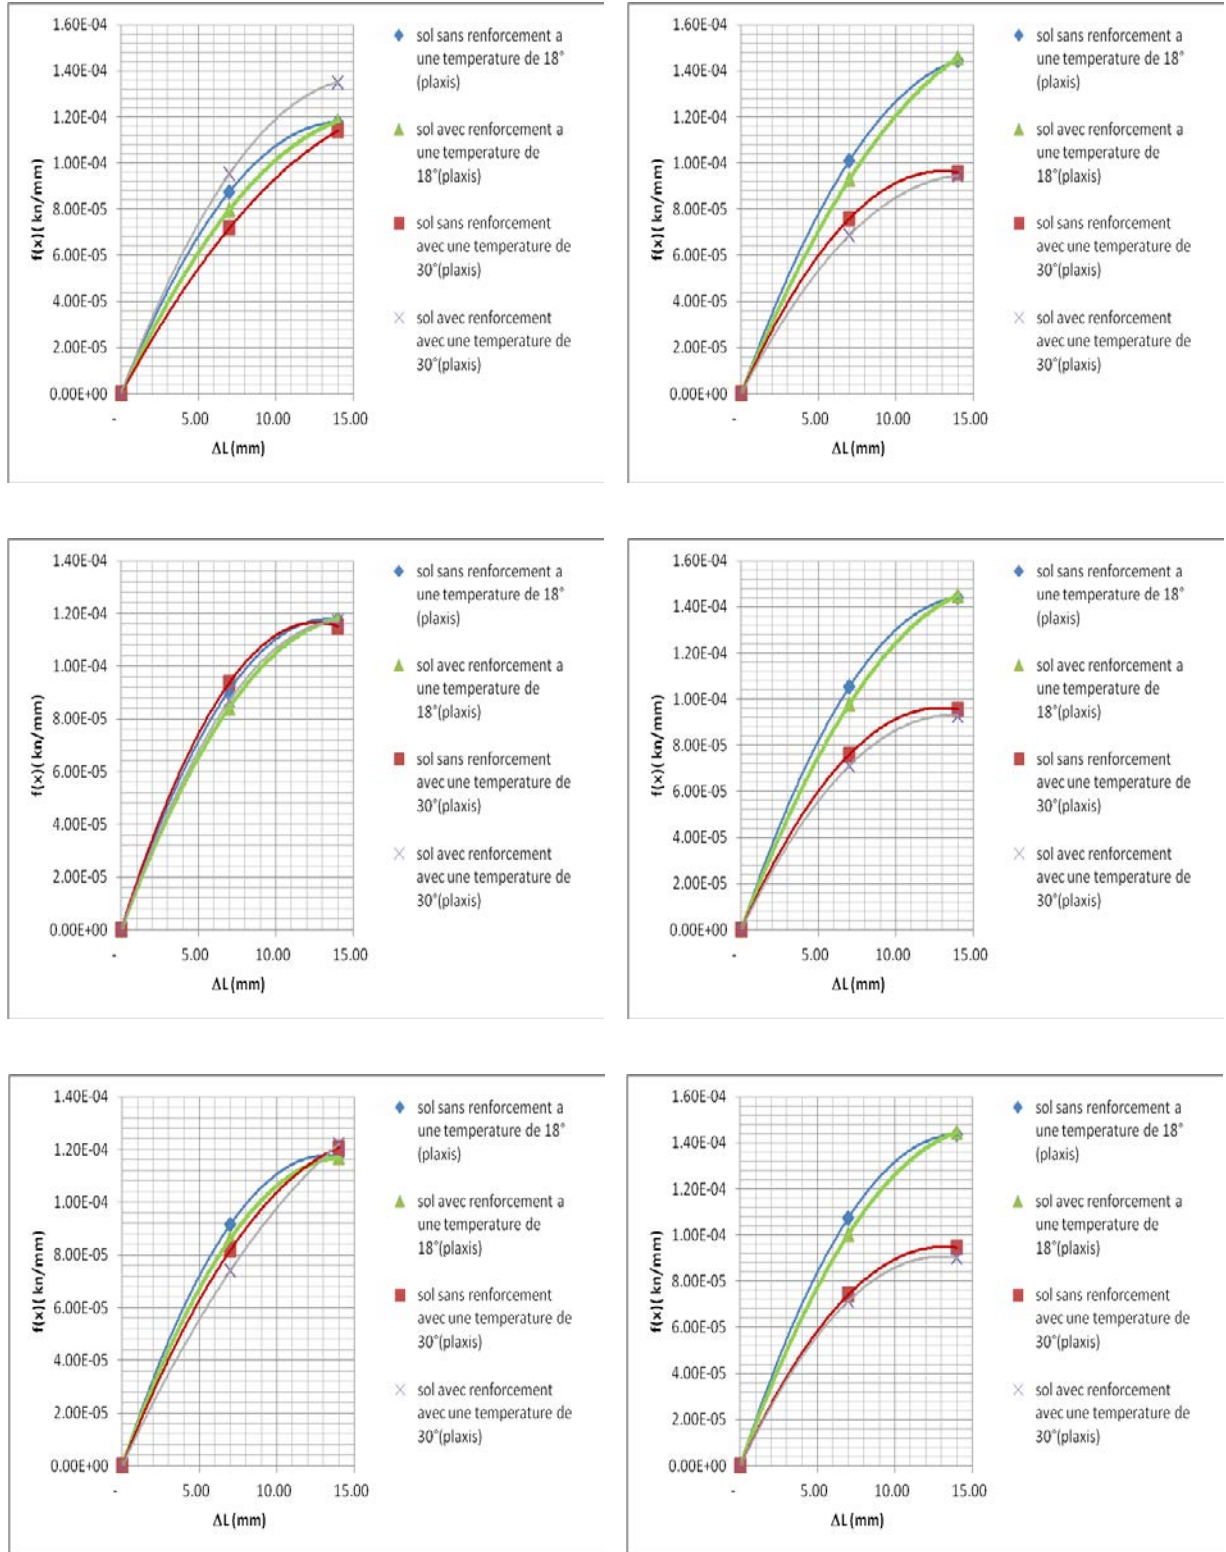 1.60E-04
1.40E-04
1.20E-04
1.00E-04
8.00E-05
6.00E-05
4.00E-05
2.00E-05
0.00E+00
f(x)( kn/mm)
-
5.00
10.00
15.00
ΔL (mm)
sol sans renforcement a
une temperature de 18°
(plaxis)
sol avec renforcement a
une temperature de
18°(plaxis)
sol sans renforcement
avec une temperature de
30°(plaxis)
sol avec renforcement
avec une temperature de
30°(plaxis)
1.60E-04
1.40E-04
1.20E-04
1.00E-04
8.00E-05
6.00E-05
4.00E-05
2.00E-05
0.00E+00
f(x)( kn/mm)
-
5.00
10.00
15.00
ΔL (mm)
sol sans renforcement a
une temperature de 18°
(plaxis)
sol avec renforcement a
une temperature de
18°(plaxis)
sol sans renforcement
avec une temperature de
30°(plaxis)
sol avec renforcement
avec une temperature de
30°(plaxis)
1.40E-04
1.20E-04
1.00E-04
8.00E-05
6.00E-05
4.00E-05
2.00E-05
0.00E+00
f(x)( kn/mm)
-
5.00
10.00
15.00
ΔL (mm)
sol sans renforcement a
une temperature de 18°
(plaxis)
sol avec renforcement a
une temperature de
18°(plaxis)
sol sans renforcement
avec une temperature de
30°(plaxis)
sol avec renforcement
avec une temperature de
30°(plaxis)
1.60E-04
1.40E-04
1.20E-04
1.00E-04
8.00E-05
6.00E-05
4.00E-05
2.00E-05
0.00E+00
f(x)( kn/mm)
-
5.00
10.00
15.00
ΔL (mm)
sol sans renforcement a
une temperature de 18°
(plaxis)
sol avec renforcement a
une temperature de
18°(plaxis)
sol sans renforcement
avec une temperature de
30°(plaxis)
sol avec renforcement
avec une temperature de
30°(plaxis)
1.40E-04
1.20E-04
1.00E-04
8.00E-05
6.00E-05
4.00E-05
2.00E-05
0.00E+00
f(x)( kn/mm)
-
5.00
10.00
15.00
ΔL (mm)
sol sans renforcement a
une temperature de 18°
(plaxis)
sol avec renforcement a
une temperature de
18°(plaxis)
sol sans renforcement
avec une temperature de
30°(plaxis)
sol avec renforcement
avec une temperature de
30°(plaxis)
1.60E-04
1.40E-04
1.20E-04
1.00E-04
8.00E-05
6.00E-05
4.00E-05
2.00E-05
0.00E+00
f(x)( kn/mm)
-
5.00
10.00
15.00
ΔL (mm)
sol sans renforcement a
une temperature de 18°
(plaxis)
sol avec renforcement a
une temperature de
18°(plaxis)
sol sans renforcement
avec une temperature de
30°(plaxis)
sol avec renforcement
avec une temperature de
30°(plaxis)